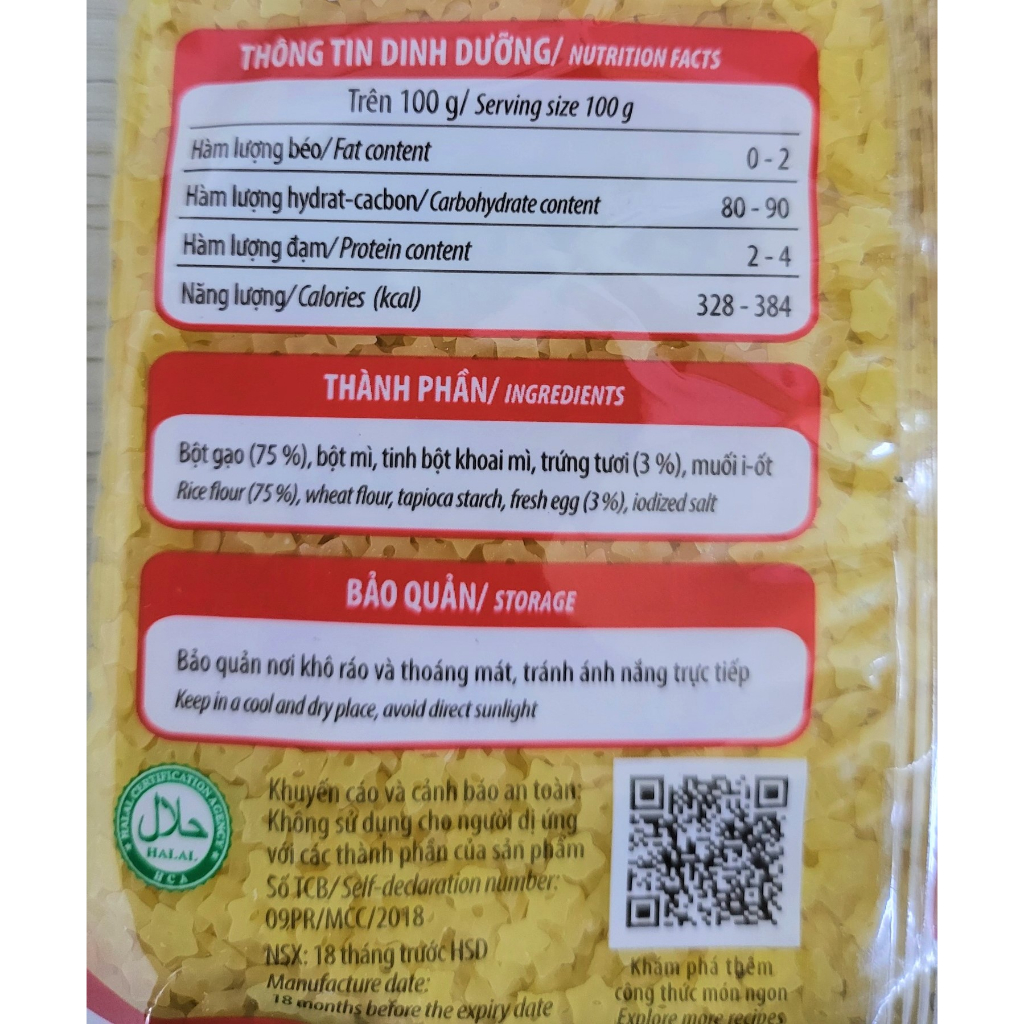 THÔNG TIN DINH DƯỠNG/ NUTRITION FACTS
Trên 100 g/ Serving size 100 g
Hàm lượng béo/ Fat content 0 - 2
Hàm lượng hydrat-cacbon/ Carbohydrate content 80 - 90
Hàm lượng đạm/ Protein content 2 - 4
Năng lượng/ Calories (kcal) 328 - 384
THÀNH PHẦN/ INGREDIENTS
Bột gạo (75 %), bột mì, tinh bột khoai mì, trứng tươi (3 %), muối i-ốt
Rice flour (75 %), wheat flour, tapioca starch, fresh egg (3 %), iodized salt
BẢO QUẢN/ STORAGE
Bảo quản nơi khô ráo và thoáng mát, tránh ánh nắng trực tiếp
Keep in a cool and dry place, avoid direct sunlight
HALAL CERTIFICATION AGENCY
حلال
HALAL
HCA
Khuyến cáo và cảnh báo an toàn:
Không sử dụng cho người dị ứng
với các thành phần của sản phẩm
Số TCB/ Self-declaration number:
09PR/MCC/2018
NSX: 18 tháng trước HSD
Manufacture date:
18 months before the expiry date
Khám phá thêm
công thức món ngon
Explore more recipes